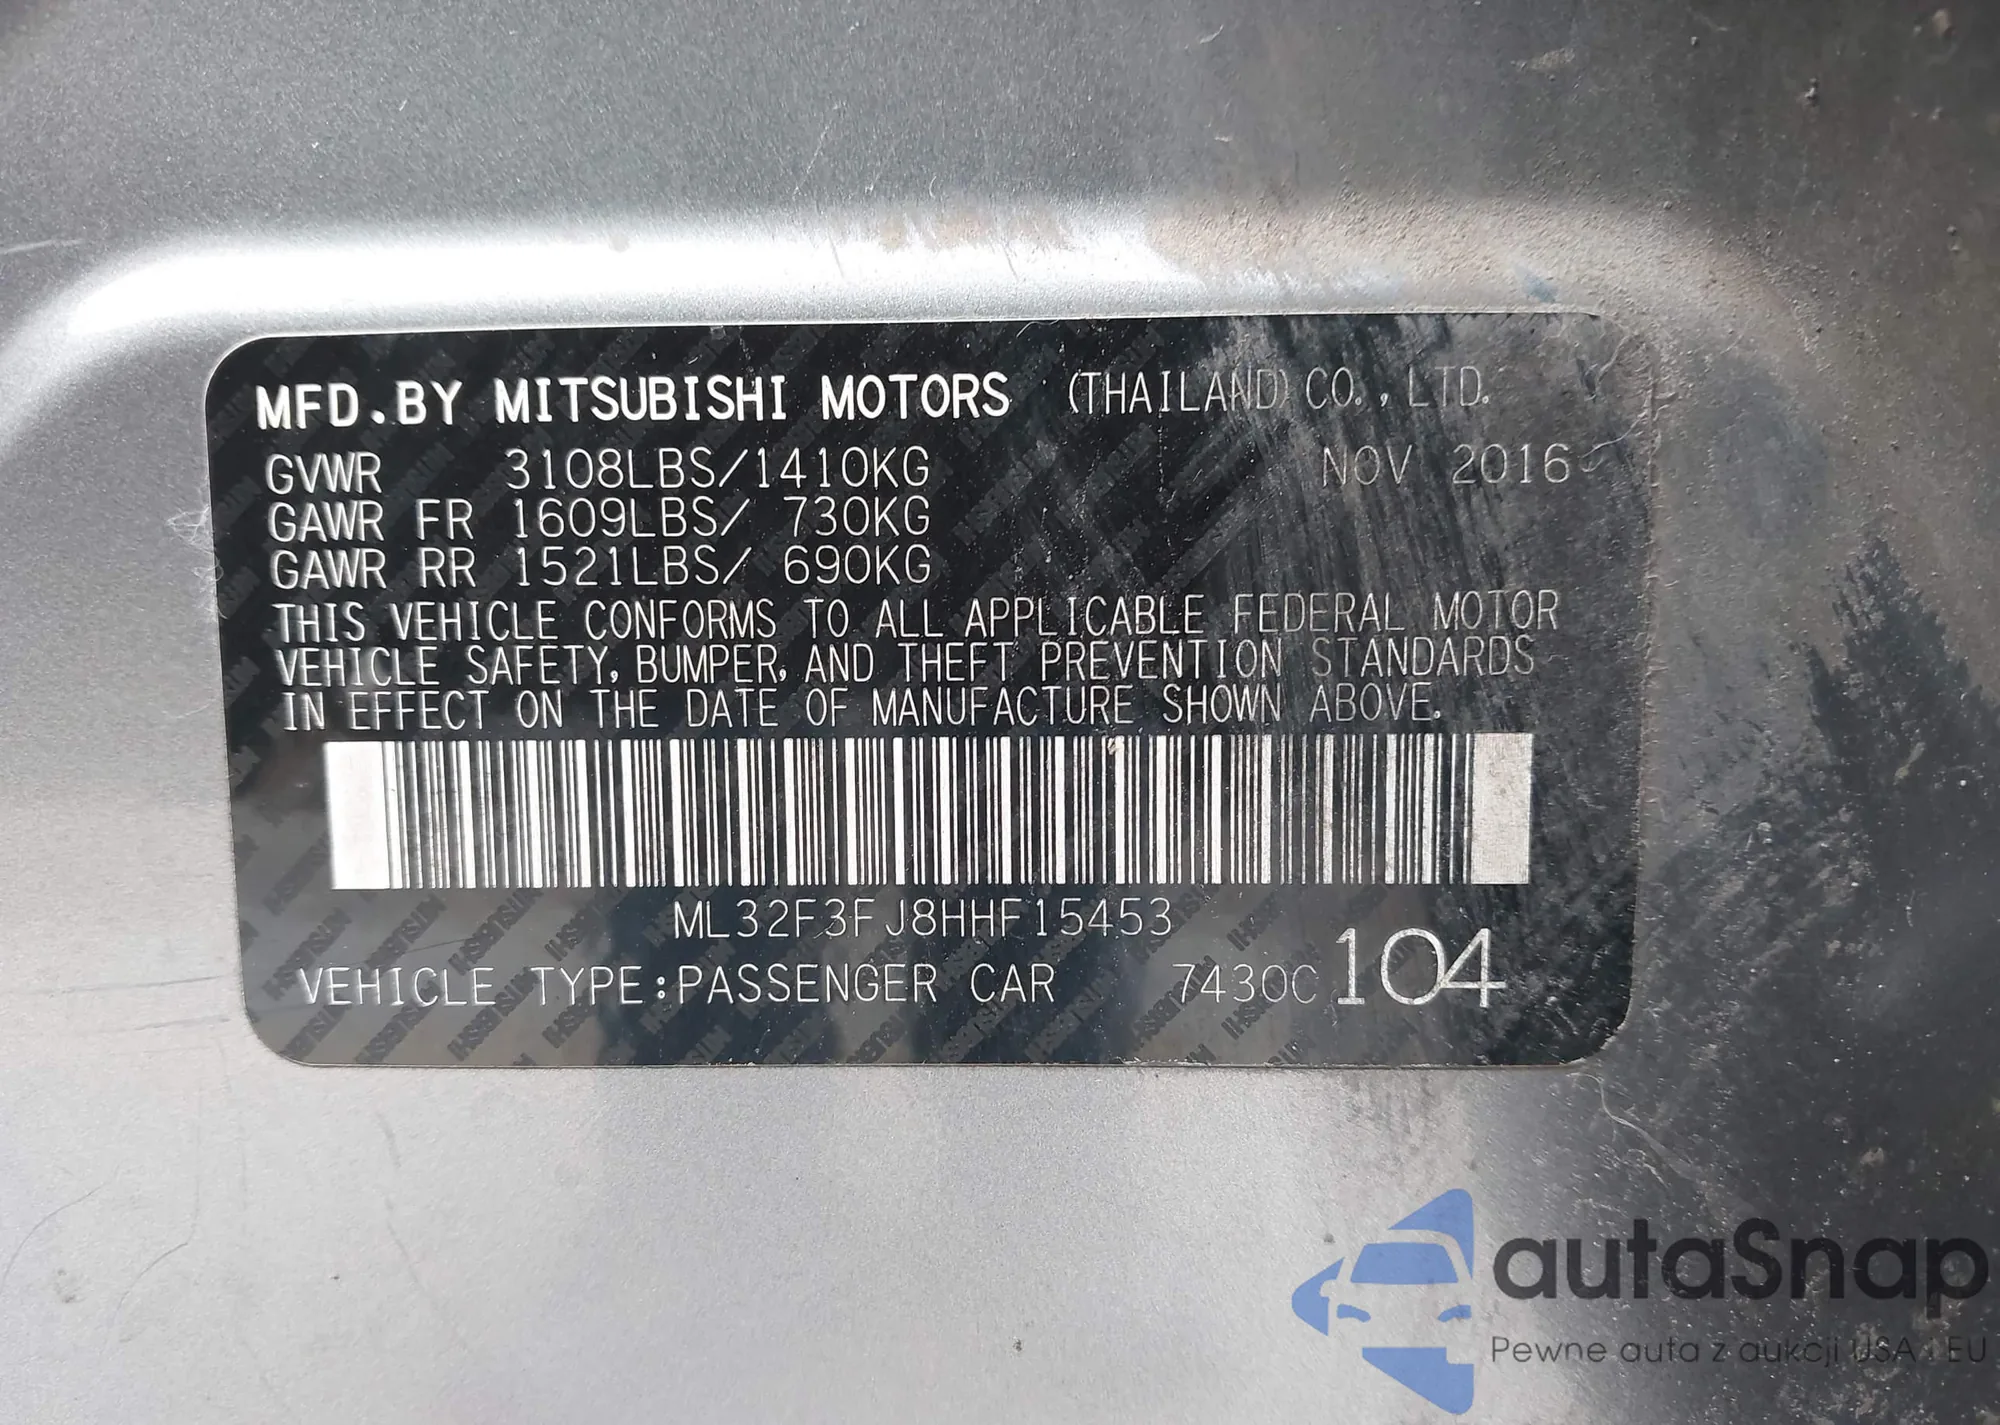 MFD.BY MITSUBISHI MOTORS (THAILAND) CO., LTD.
GVWR 3108LBS/1410KG NOV 2016
GAWR FR 1609LBS/ 730KG
GAWR RR 1521LBS/ 690KG
THIS VEHICLE CONFORMS TO ALL APPLICABLE FEDERAL MOTOR
VEHICLE SAFETY, BUMPER, AND THEFT PREVENTION STANDARDS
IN EFFECT ON THE DATE OF MANUFACTURE SHOWN ABOVE.
ML32F3FJ8HHF15453
VEHICLE TYPE:PASSENGER CAR 7430C 104
autaSnap
Pewne auta z aukcji USA i EU